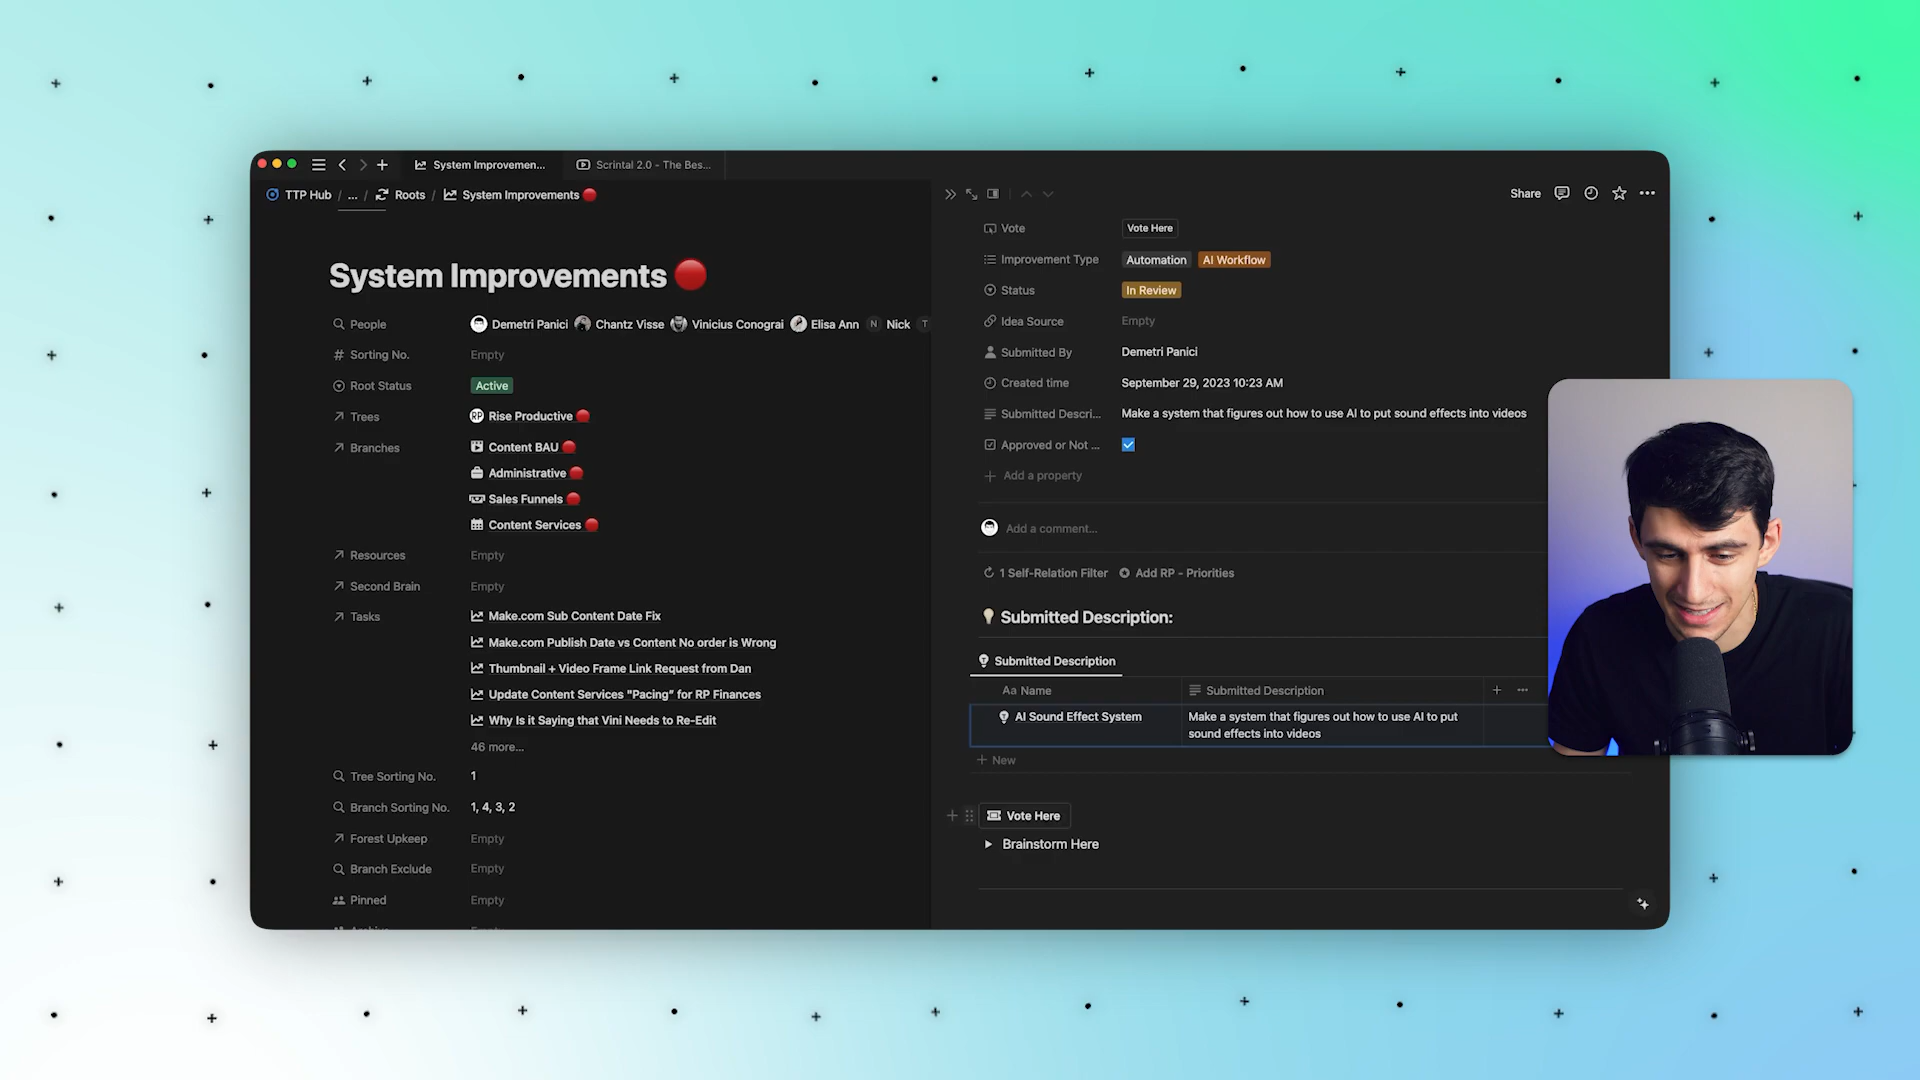 System Improvemen...
Scrintal 2.0 - The Bes...
TTP Hub / ... / Roots / System Improvements
Share
System Improvements
People Demetri Panici Chantz Visse Vinicius Conograi Elisa Ann N Nick T
Sorting No. Empty
Root Status Active
Trees Rise Productive
Branches Content BAU
Administrative
Sales Funnels
Content Services
Resources Empty
Second Brain Empty
Tasks Make.com Sub Content Date Fix
Make.com Publish Date vs Content No order is Wrong
Thumbnail + Video Frame Link Request from Dan
Update Content Services "Pacing” for RP Finances
Why Is it Saying that Vini Needs to Re-Edit
46 more...
Tree Sorting No. 1
Branch Sorting No. 1, 4, 3, 2
Forest Upkeep Empty
Branch Exclude Empty
Pinned Empty
Vote Vote Here
Improvement Type Automation AI Workflow
Status In Review
Idea Source Empty
Submitted By Demetri Panici
Created time September 29, 2023 10:23 AM
Submitted Descri... Make a system that figures out how to use AI to put sound effects into videos
Approved or Not ...
Add a property
Add a comment...
1 Self-Relation Filter Add RP - Priorities
Submitted Description:
Submitted Description
Aa Name Submitted Description
AI Sound Effect System Make a system that figures out how to use AI to put
sound effects into videos
New
Vote Here
Brainstorm Here